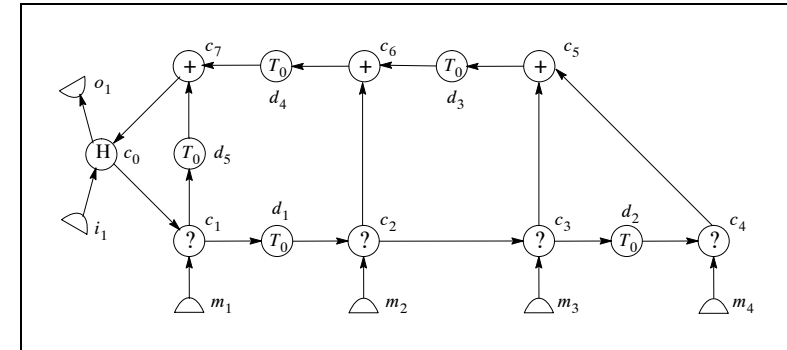 c7 T0 c6 T0 c5
+ + +
o1 d4 d3
H c0 T0 d5
i1 c1 d1 c2 c3 d2 c4
? T0 ? ? T0 ?
m1 m2 m3 m4